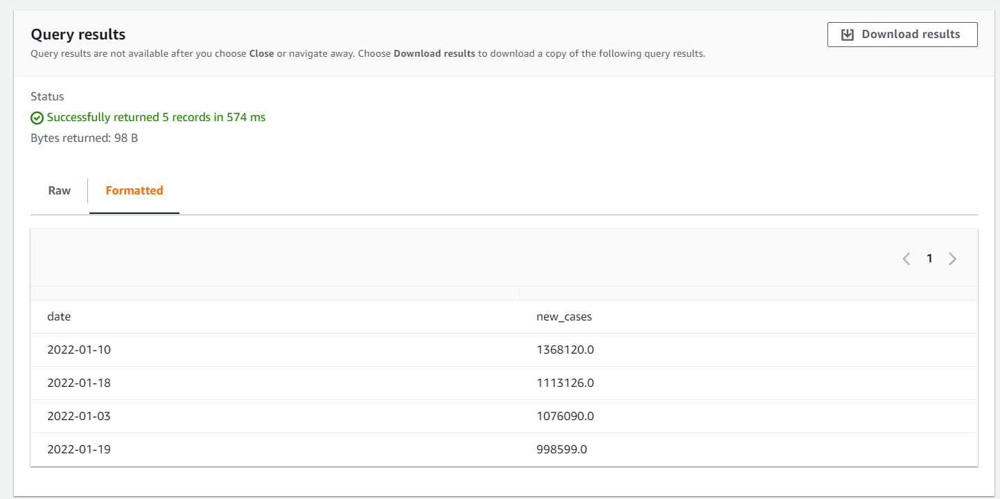 Query results
Download results
Query results are not available after you choose Close or navigate away. Choose Download results to download a copy of the following query results.
Status
Successfully returned 5 records in 574 ms
Bytes returned: 98 B
Raw
Formatted
1
date new_cases
2022-01-10 1368120.0
2022-01-18 1113126.0
2022-01-03 1076090.0
2022-01-19 998599.0